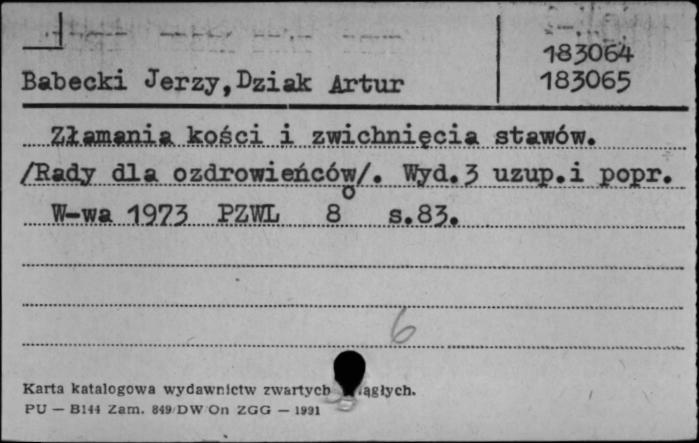 183064
Babecki Jerzy, Dziak Artur 183065
Złamania kości i zwichnięcia stawów.
/Rady dla ozdrowieńców/. Wyd.3 uzup.i popr.
W-wa 1973 PZWL 8° s.83.
6
Karta katalogowa wydawnictw zwartych ciągłych.
PU — B144 Zam. 849/DW/On ZGG — 1991